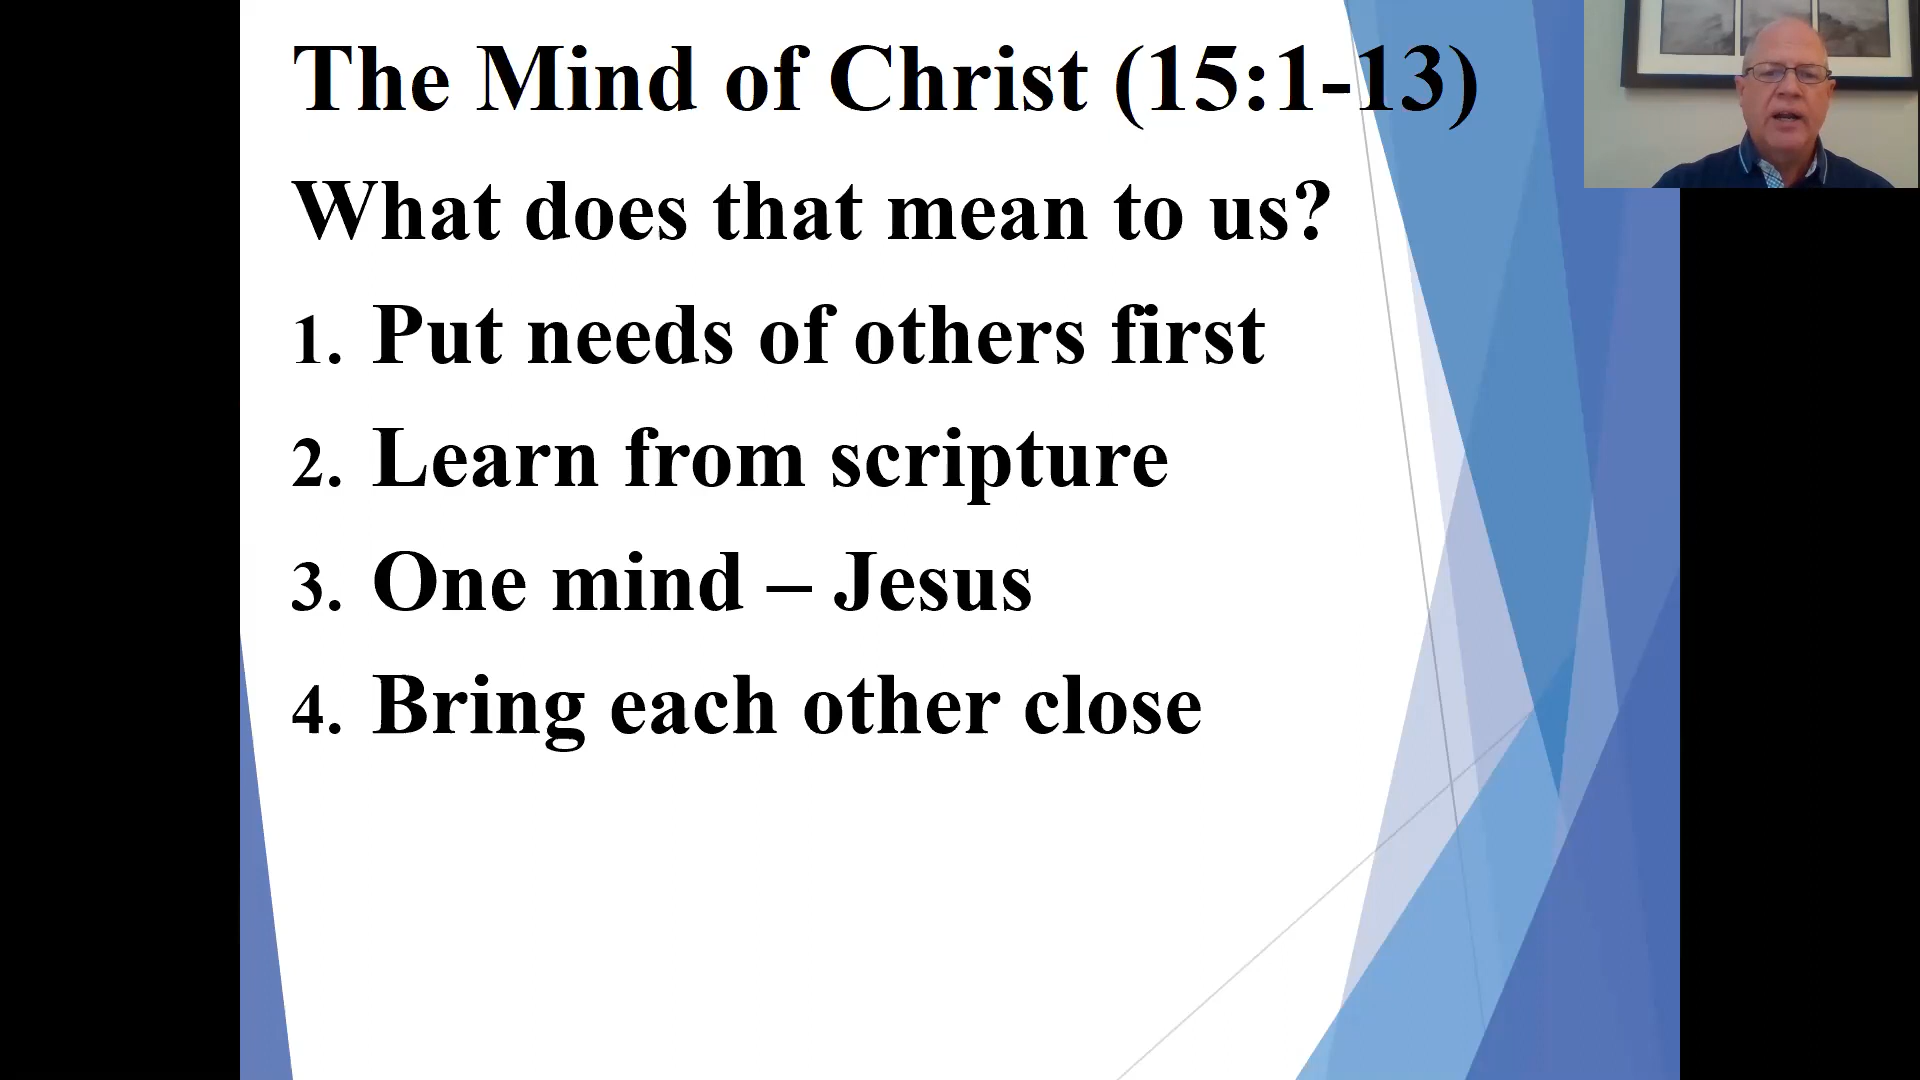 The Mind of Christ (15:1-13)
What does that mean to us?
1. Put needs of others first
2. Learn from scripture
3. One mind – Jesus
4. Bring each other close